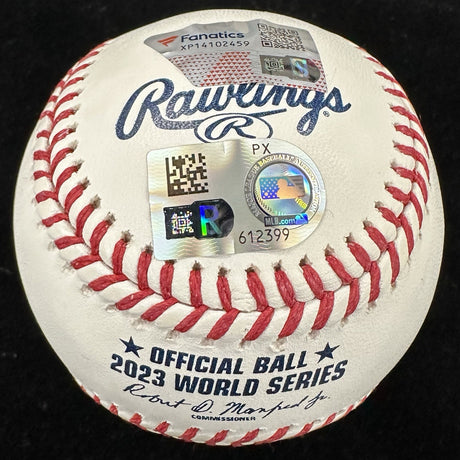 Fanatics
XP14102459
Rawlings
R
PX
R
MLB.com
612399
S
★ OFFICIAL BALL ★
2023 WORLD SERIES
Robert D. Manfred Jr.
COMMISSIONER